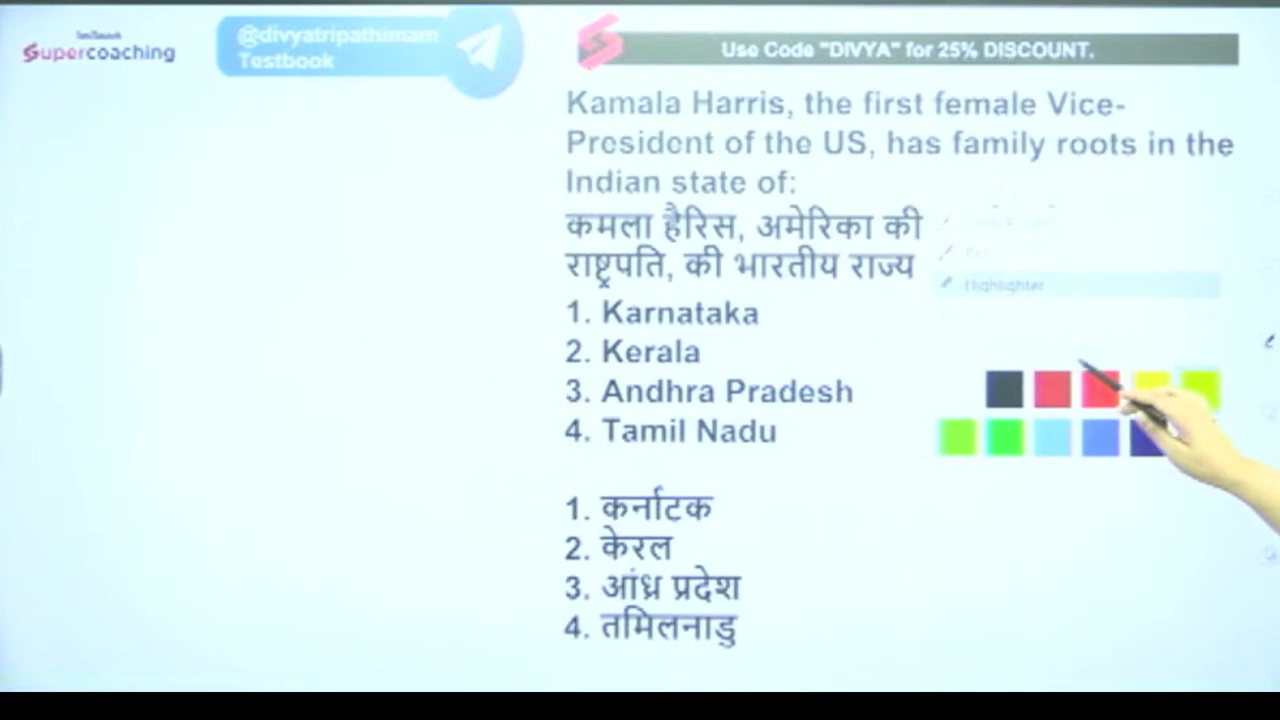 Supercoaching
@divyatripathimam
Testbook
Use Code "DIVYA" for 25% DISCOUNT.
Kamala Harris, the first female Vice-
President of the US, has family roots in the
Indian state of:
कमला हैरिस, अमेरिका की
राष्ट्रपति, की भारतीय राज्य
Highlighter
1. Karnataka
2. Kerala
3. Andhra Pradesh
4. Tamil Nadu
1. कर्नाटक
2. केरल
3. आंध्र प्रदेश
4. तमिलनाडु